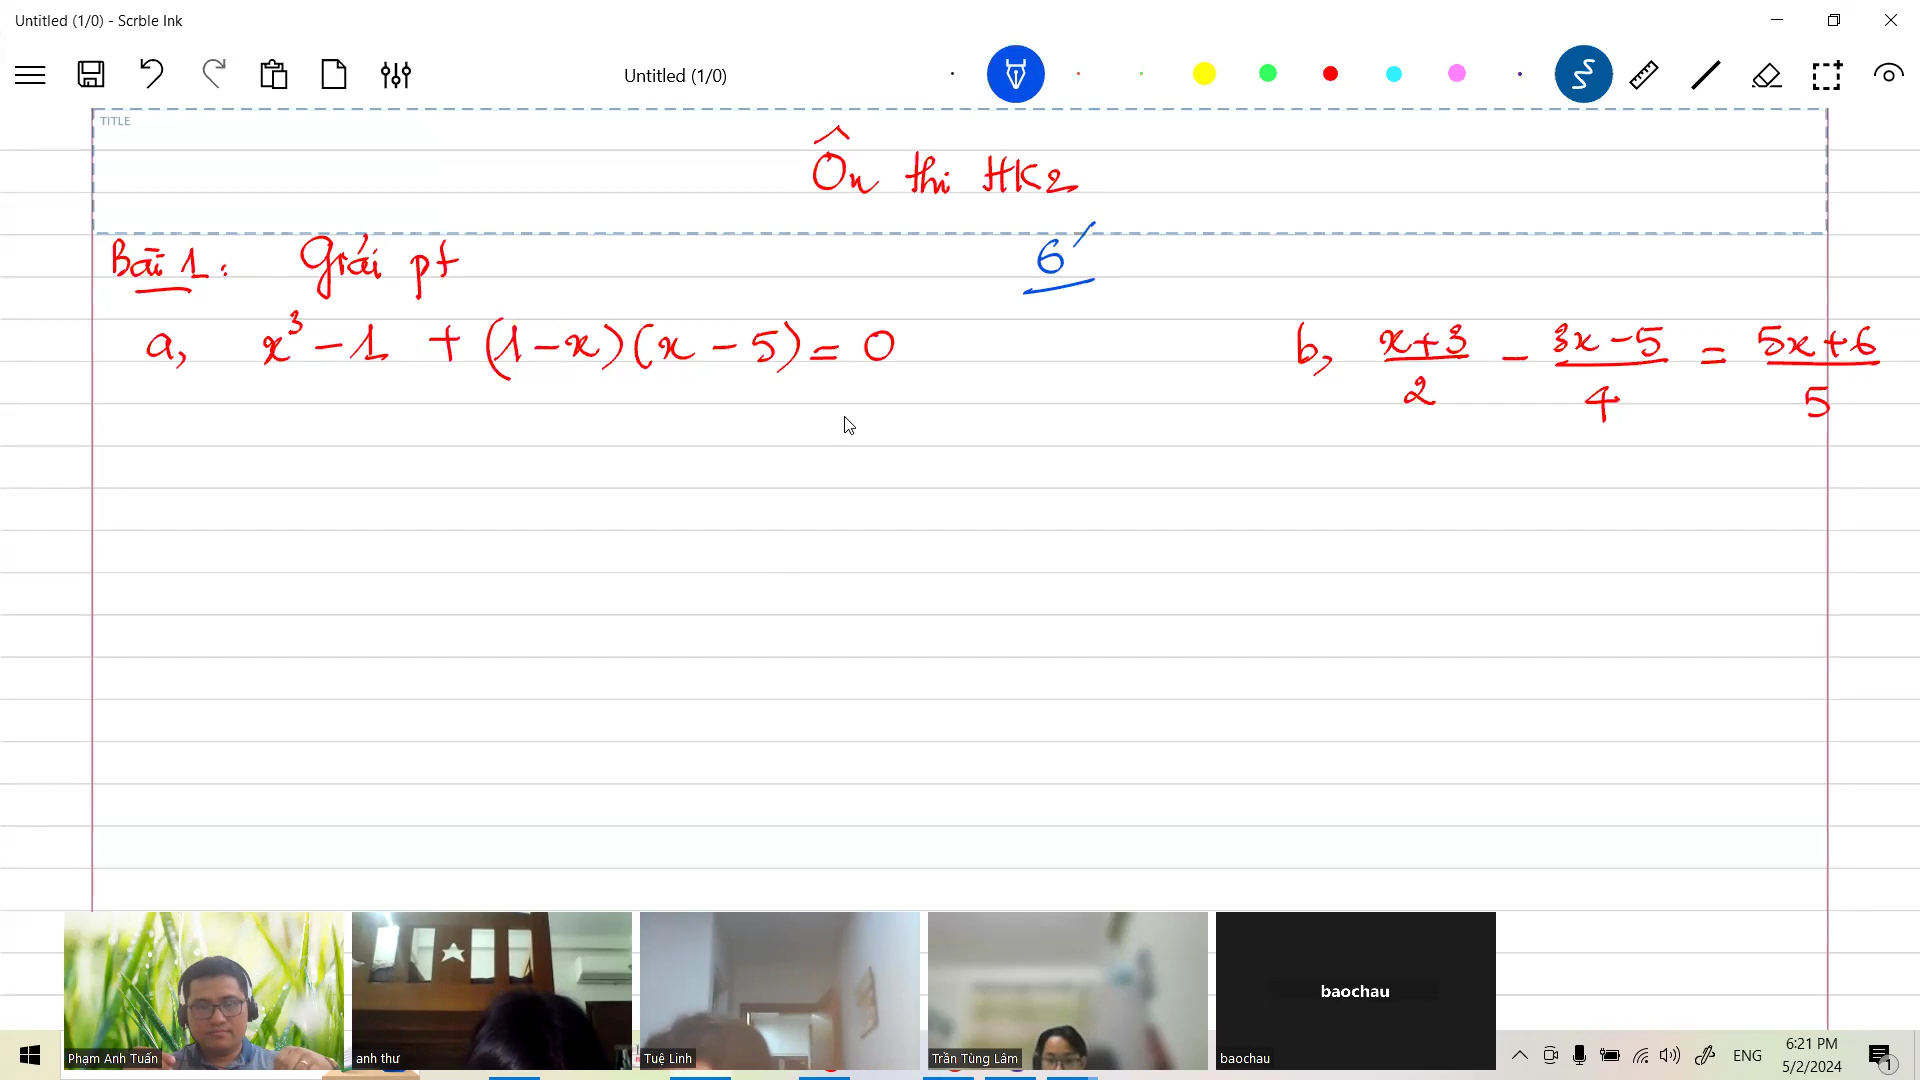 Untitled (1/0) - Scrble Ink
Untitled (1/0)
TITLE
Ôn thi HK2
Bài 1: Giải pt
6'
a, x³ - 1 + (1-x)(x-5) = 0
b, (x+3)/2 - (3x-5)/4 = (5x+6)/5
baochau
Phạm Anh Tuấn
anh thư
Tuệ Linh
Trần Tùng Lâm
baochau
ENG
6:21 PM
5/2/2024
1